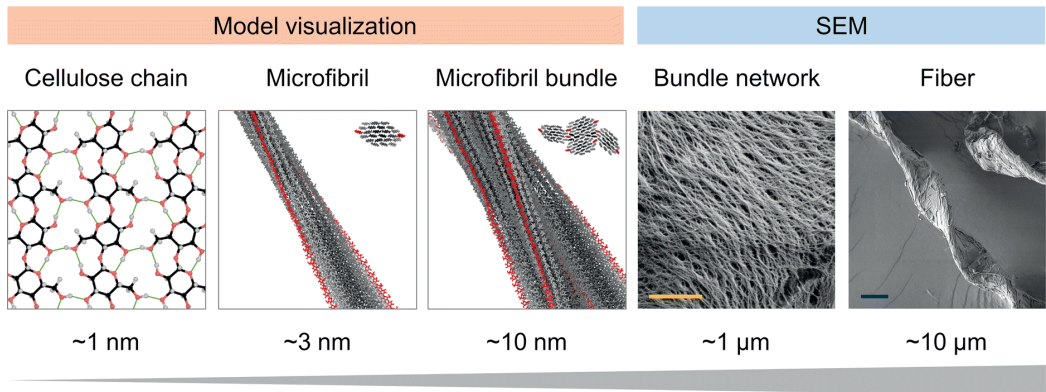 Model visualization
SEM
Cellulose chain
Microfibril
Microfibril bundle
Bundle network
Fiber
~1 nm
~3 nm
~10 nm
~1 µm
~10 µm